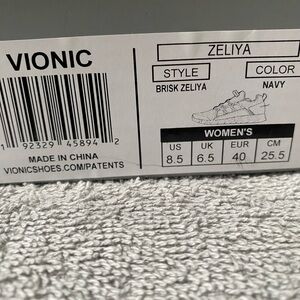 VIONIC
1 92329 45894 2
MADE IN CHINA
VIONICSHOES.COM/PATENTS
ZELIYA
STYLE COLOR
BRISK ZELIYA NAVY
WOMEN'S
US UK EUR CM
8.5 6.5 40 25.5